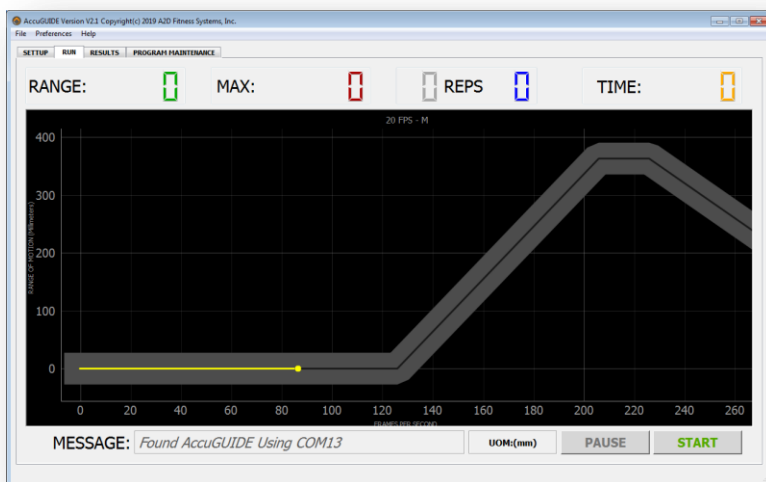 AccuGUIDE Version V2.1 Copyright(c) 2019 A2D Fitness Systems, Inc.
File Preferences Help
SETUP RUN RESULTS PROGRAM MAINTENANCE
RANGE: 0 MAX: 0 0 REPS 0 TIME: 0
20 FPS - M
400
300
200
100
0
RANGE OF MOTION (Millimeters)
0 20 40 60 80 100 120 140 160 180 200 220 240 260
FRAMES PER SECOND
MESSAGE: Found AccuGUIDE Using COM13 UOM:(mm) PAUSE START